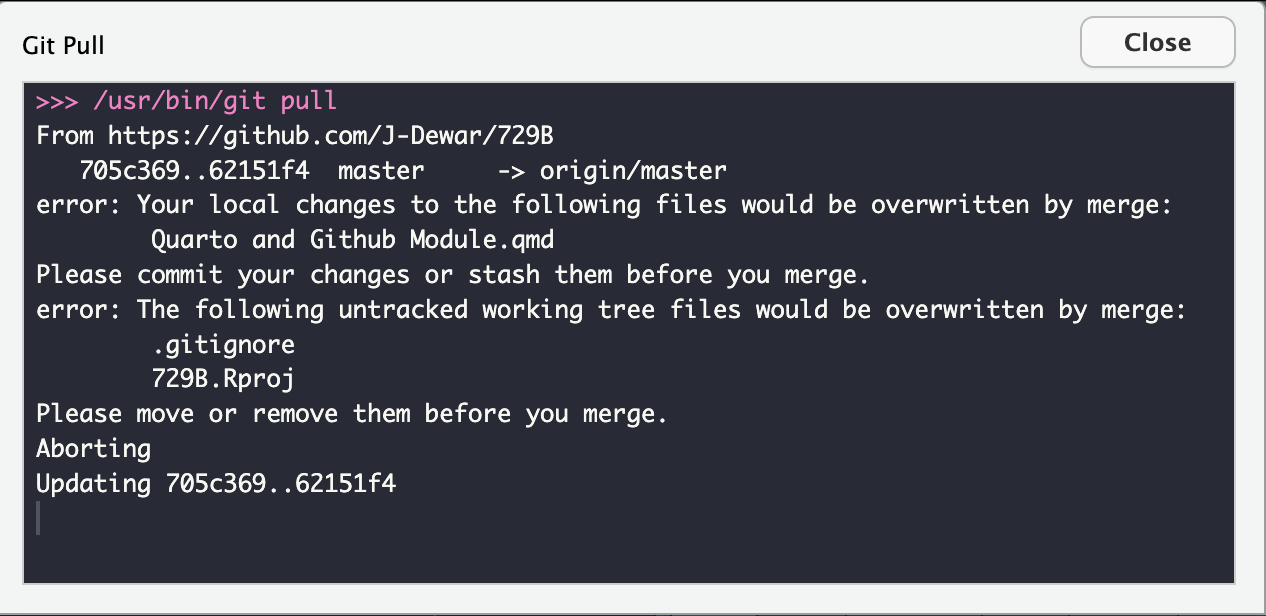 Git Pull
Close
>>> /usr/bin/git pull
From https://github.com/J-Dewar/729B
   705c369..62151f4  master     -> origin/master
error: Your local changes to the following files would be overwritten by merge:
        Quarto and Github Module.qmd
Please commit your changes or stash them before you merge.
error: The following untracked working tree files would be overwritten by merge:
        .gitignore
        729B.Rproj
Please move or remove them before you merge.
Aborting
Updating 705c369..62151f4